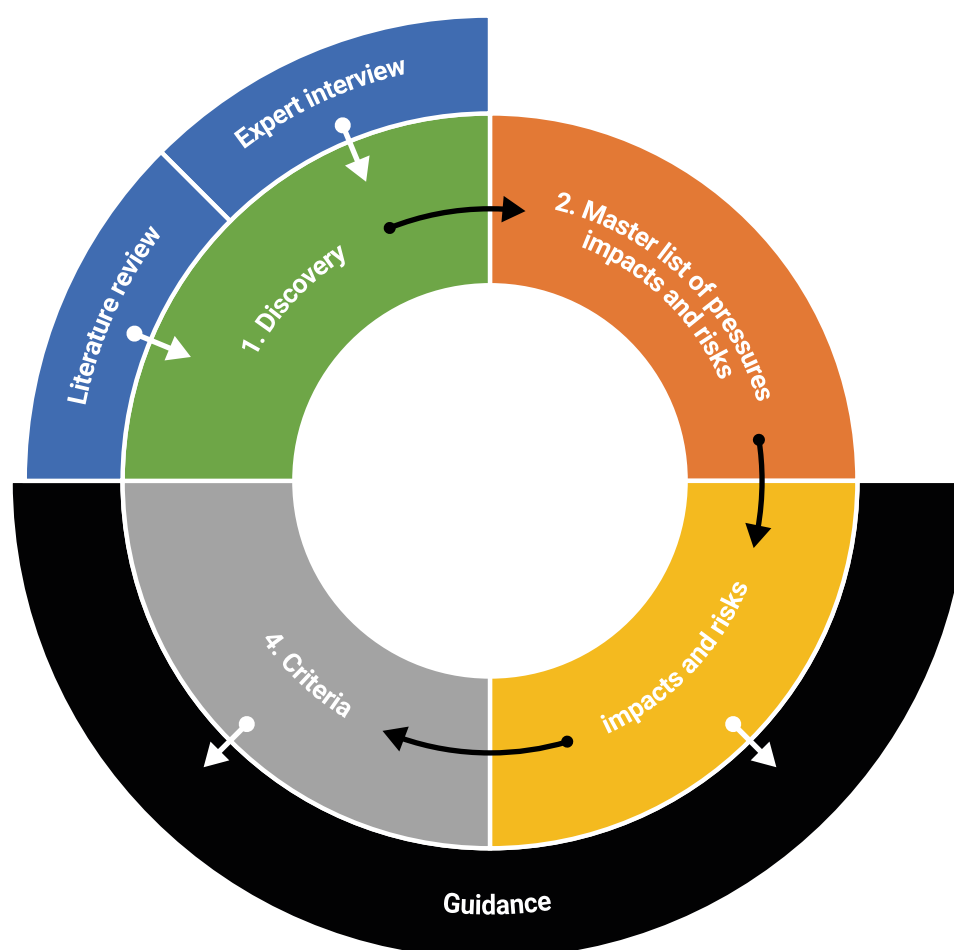 Expert interview
Literature review
1. Discovery
2. Master list of pressures
impacts and risks
impacts and risks
4. Criteria
Guidance